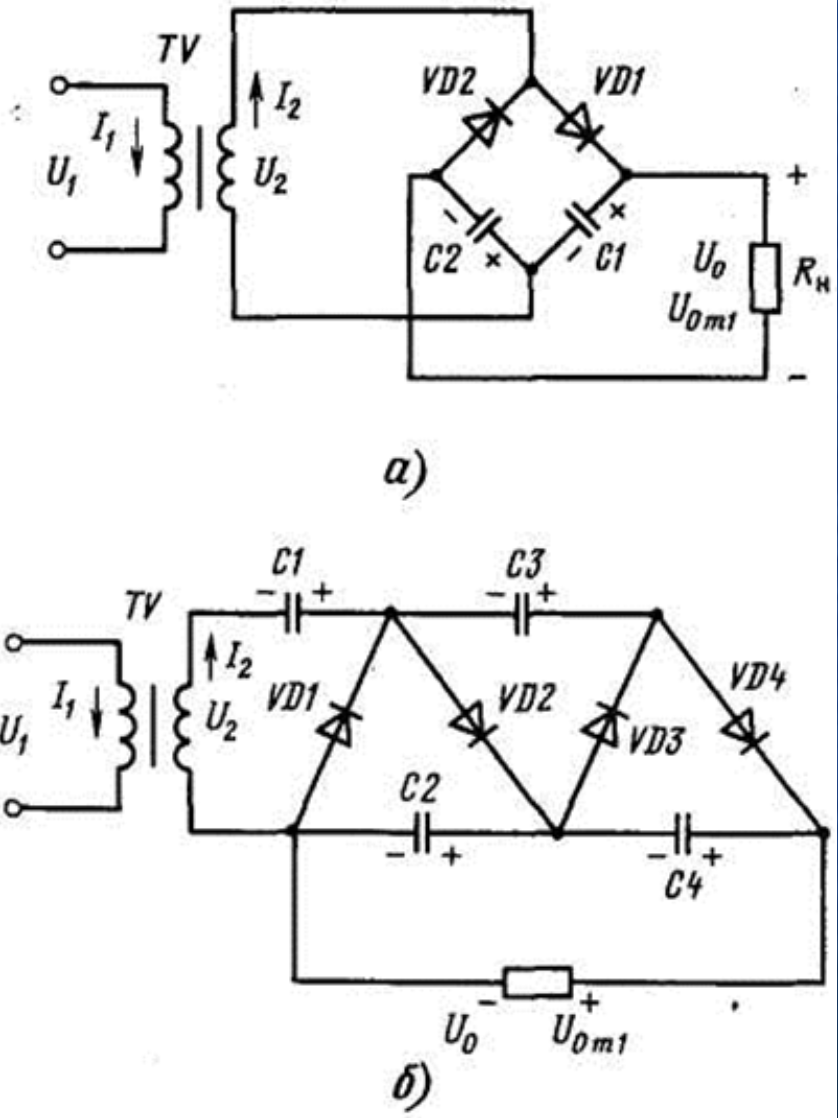 TV
VD2
VD1
I₁
I₂
U₁
U₂
+
-
+
C2
+
-
C1
U₀
Rн
U₀m1
-
а)
C1
C3
- +
- +
TV
I₂
I₁
VD1
VD2
VD4
VD3
U₁
U₂
C2
- +
- +
C4
- +
U₀
U₀m1
б)